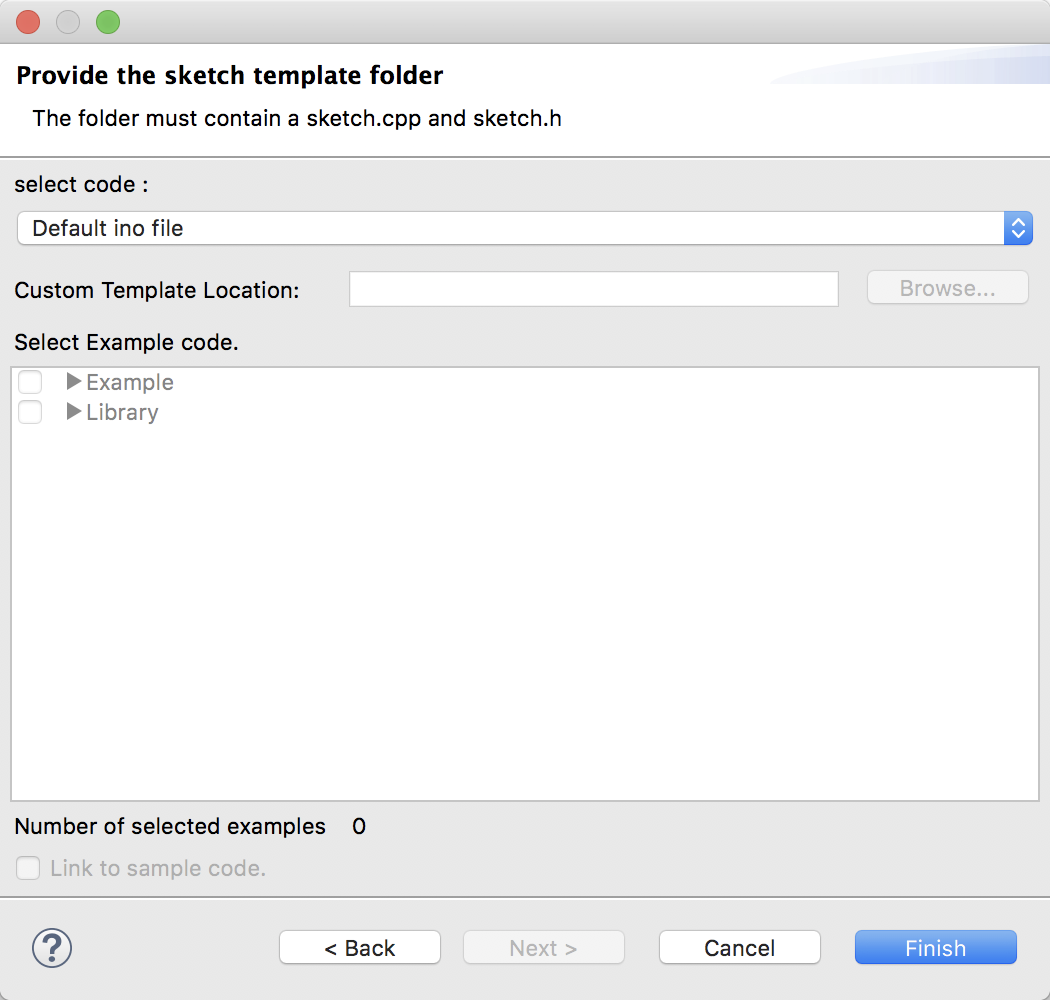 Provide the sketch template folder
The folder must contain a sketch.cpp and sketch.h
select code :
Default ino file
Custom Template Location:
Browse...
Select Example code.
Example
Library
Number of selected examples 0
Link to sample code.
?
< Back
Next >
Cancel
Finish